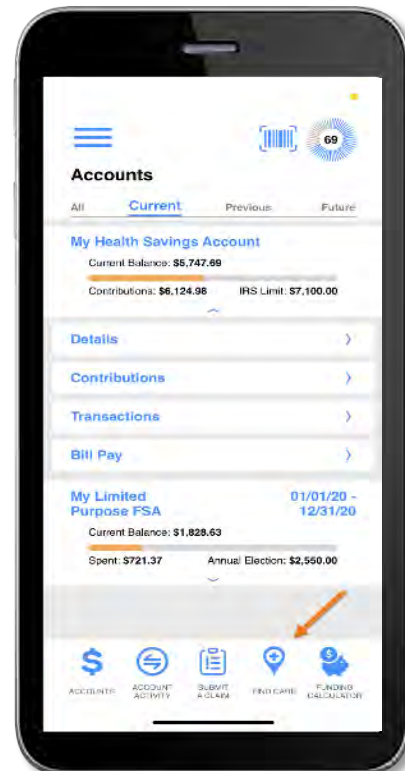 69
Accounts
All Current Previous Future
My Health Savings Account
Current Balance: $5,747.69
Contributions: $6,124.98 IRS Limit: $7,100.00
Details
Contributions
Transactions
Bill Pay
My Limited 01/01/20 -
Purpose FSA 12/31/20
Current Balance: $1,828.63
Spent: $721.37 Annual Election: $2,550.00
ACCOUNTS ACCOUNT SUBMIT FIND CARE FUNDING
ACTIVITY A CLAIM CALCULATOR